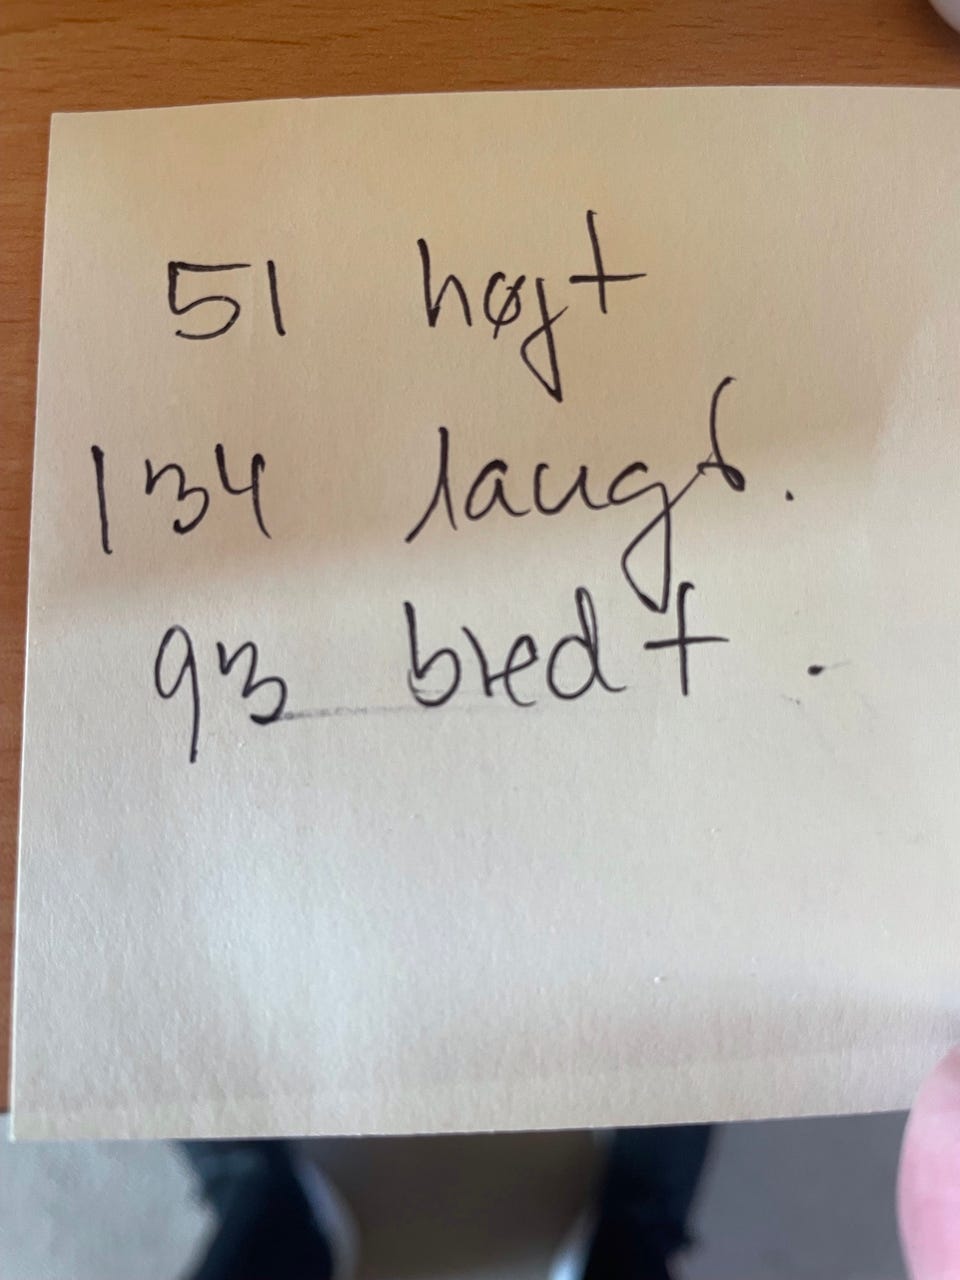 51 højt
134 langt.
93 bredt.